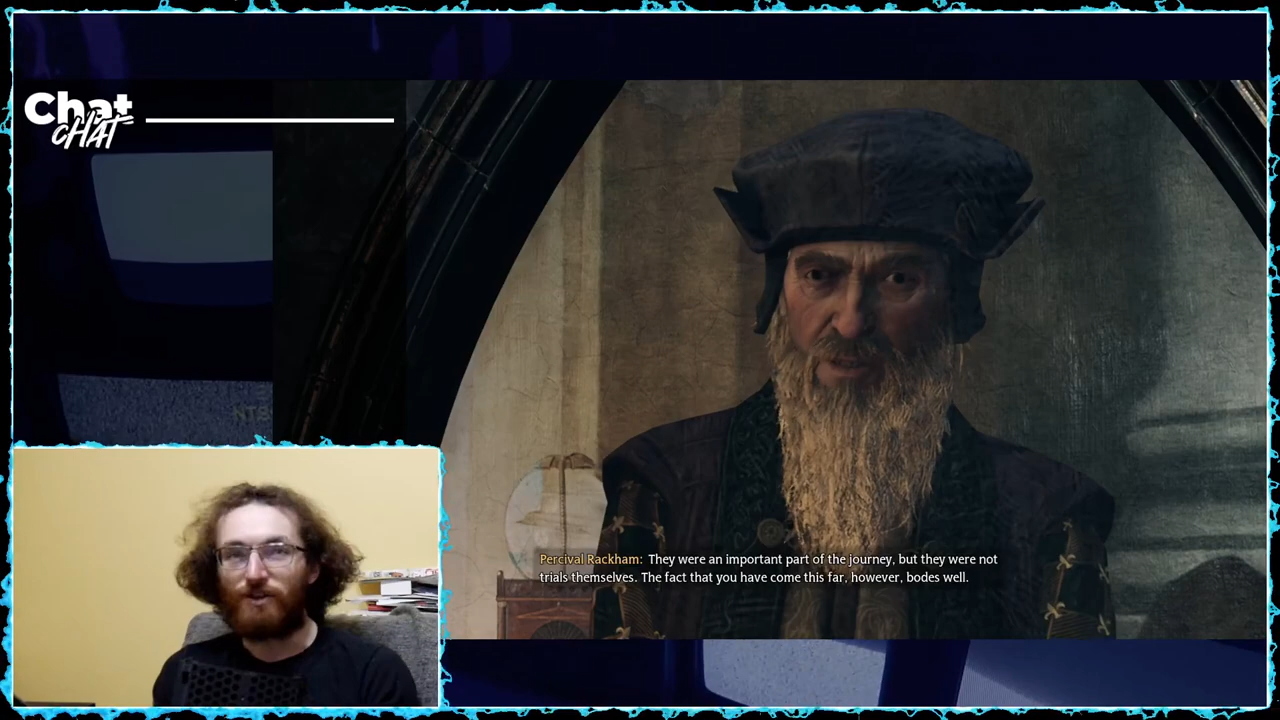 Chat
CHAT
NTS
Percival Rackham: They were an important part of the journey, but they were not
trials themselves. The fact that you have come this far, however, bodes well.